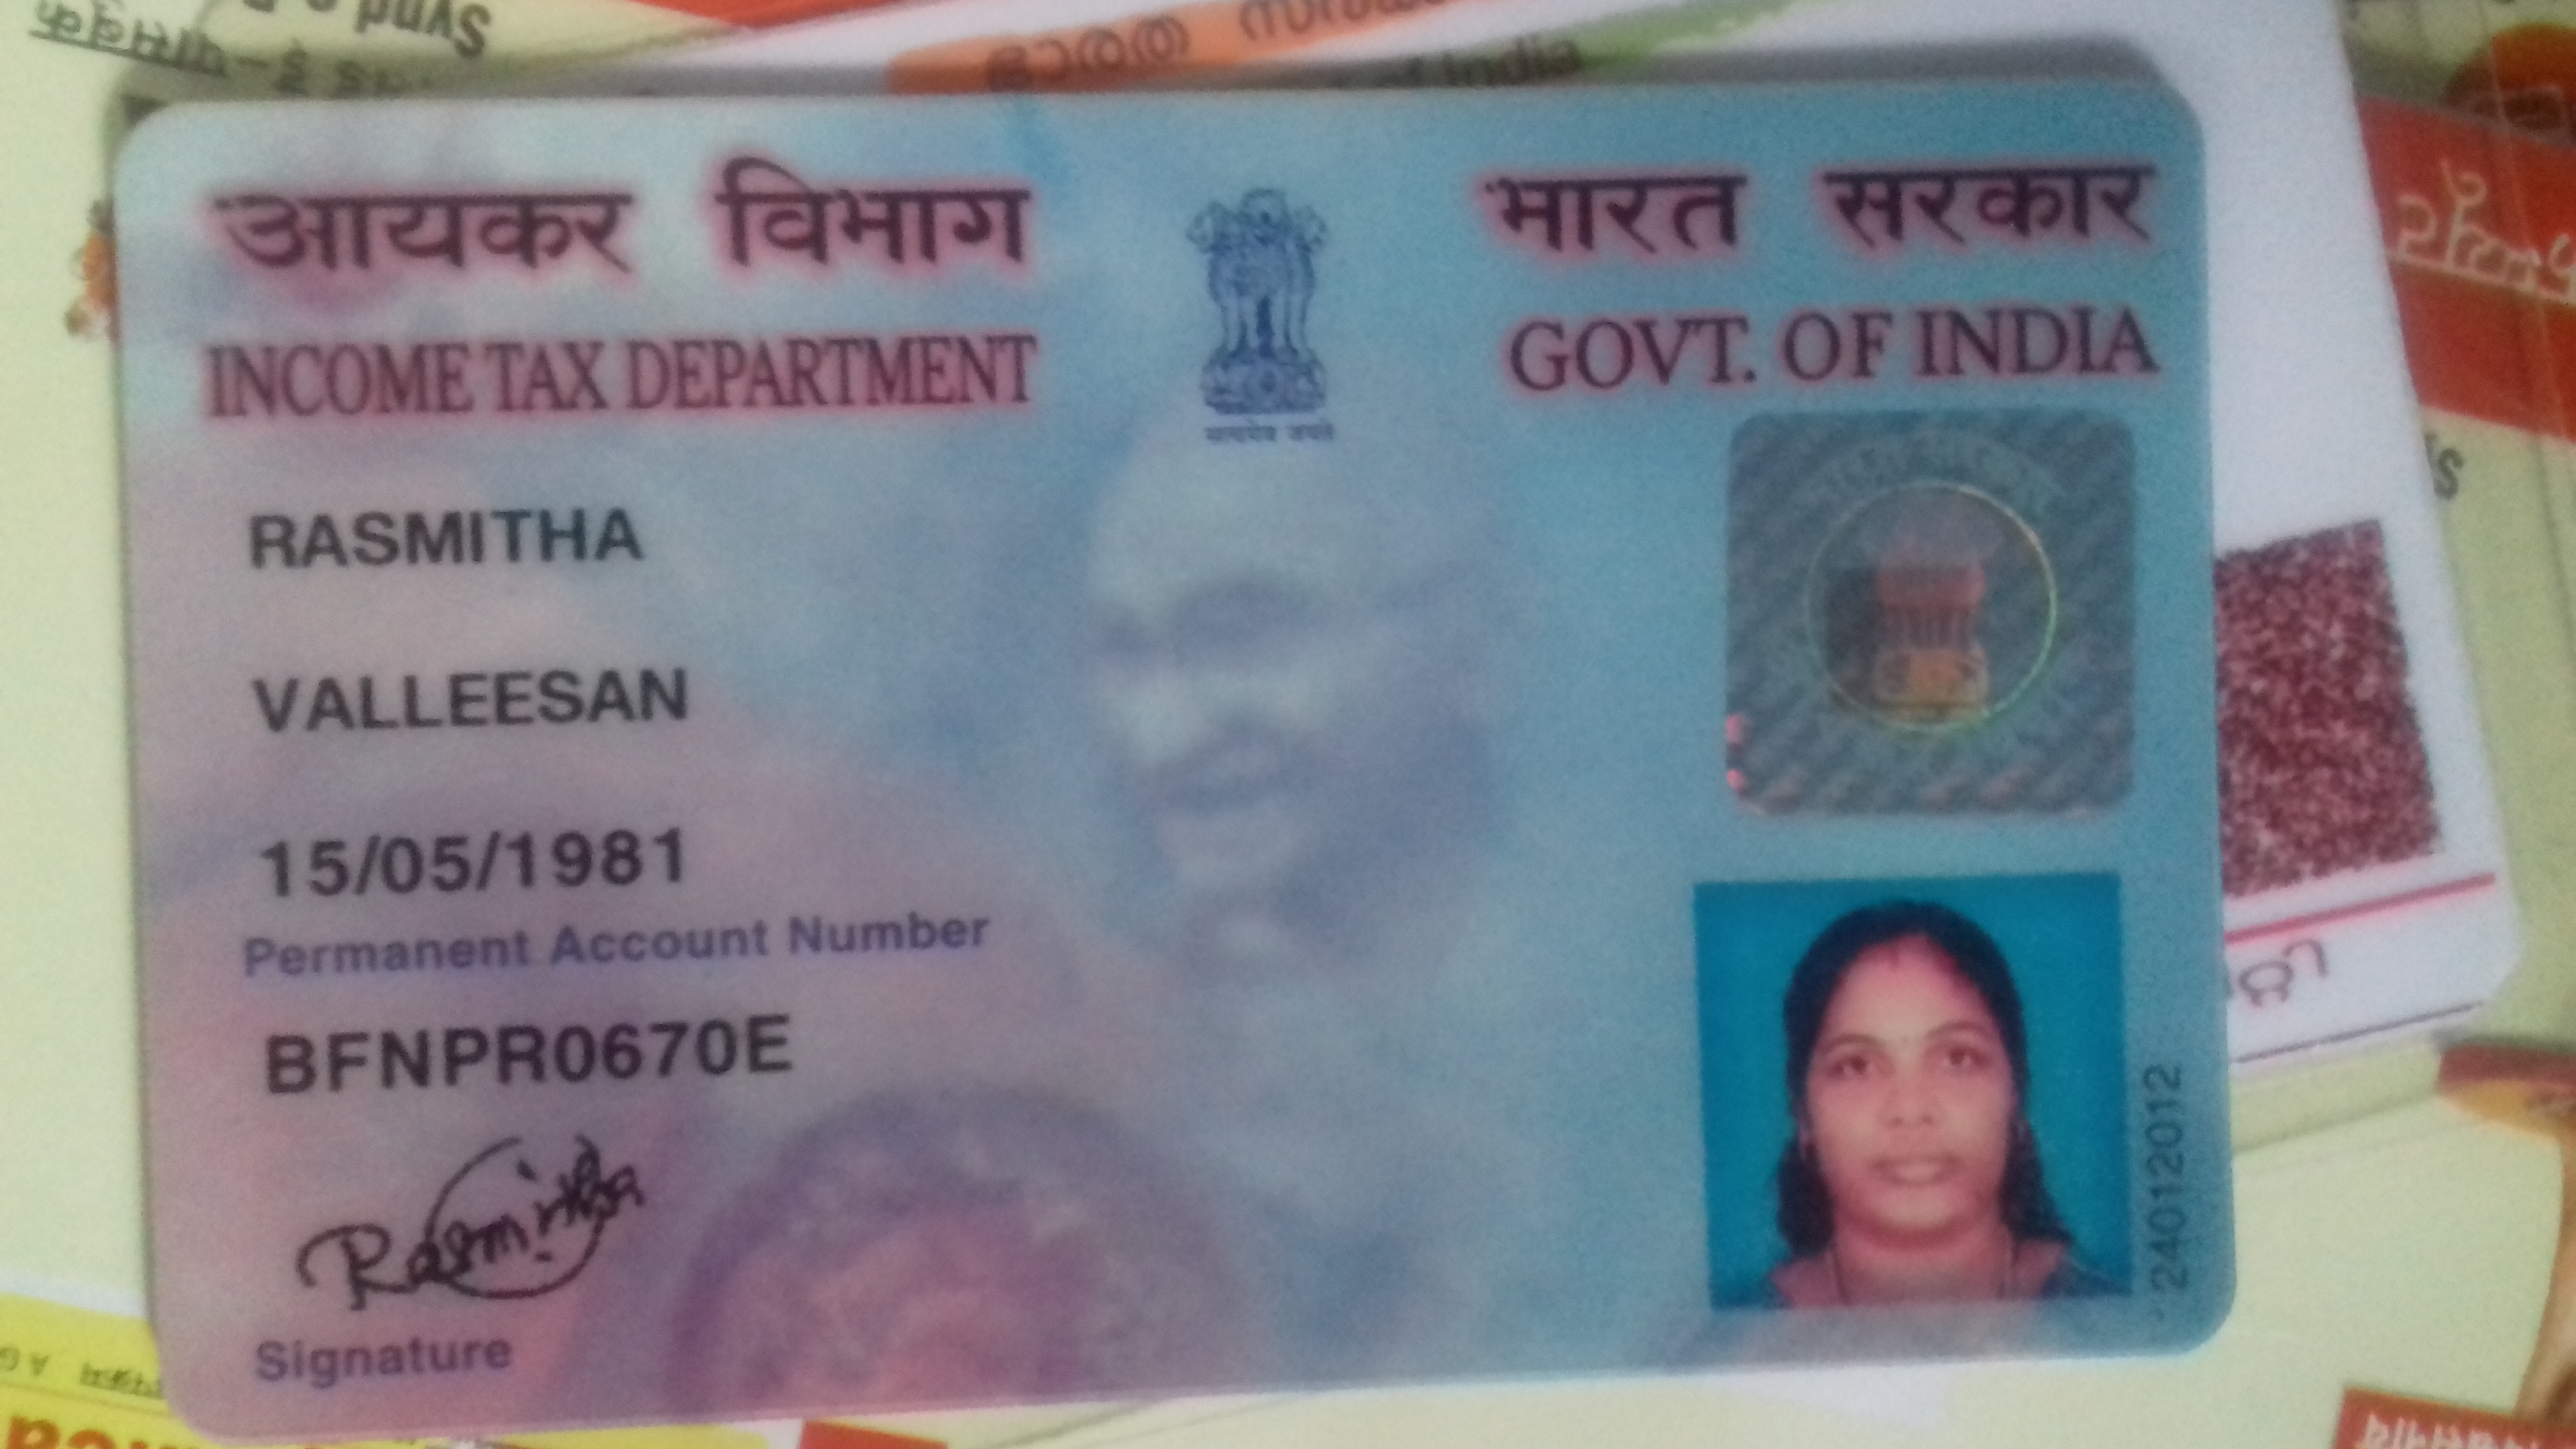 आयकर विभाग
INCOME TAX DEPARTMENT
भारत सरकार
GOVT. OF INDIA
RASMITHA
VALLEESAN
15/05/1981
Permanent Account Number
BFNPR0670E
Rasmitha
Signature
24012012